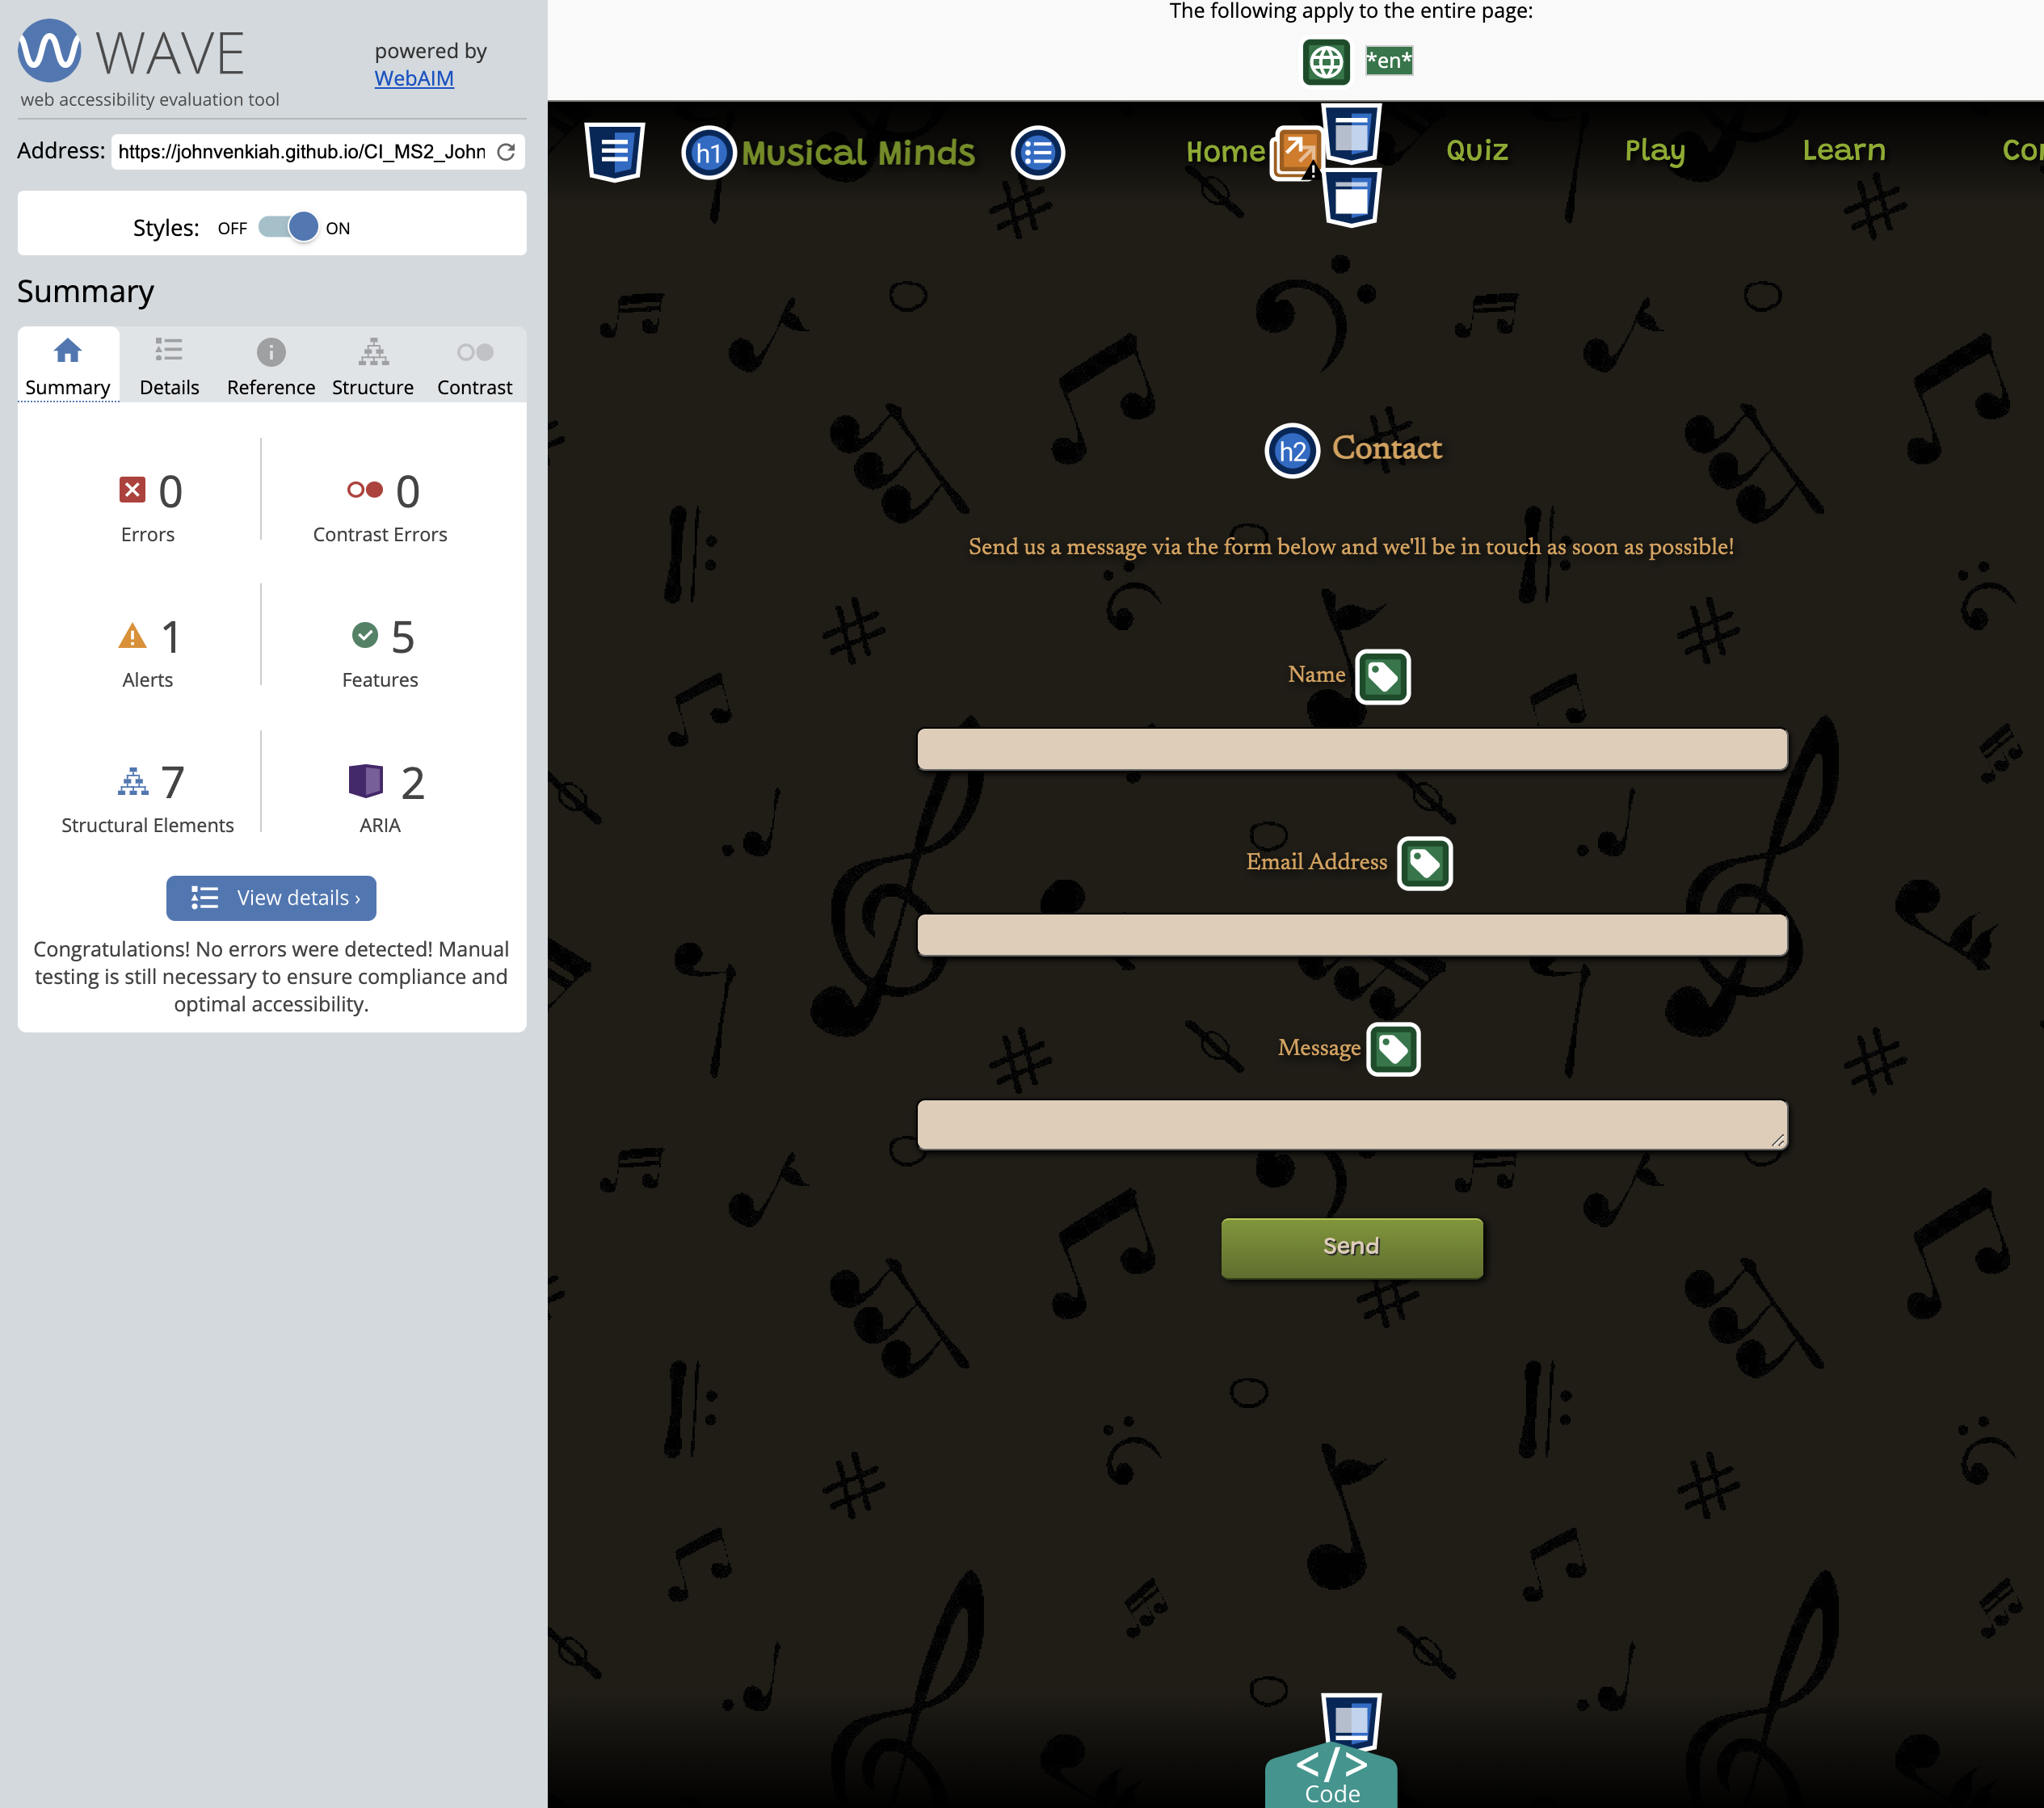 WAVE
powered by
WebAIM
web accessibility evaluation tool
Address: https://johnvenkiah.github.io/CI_MS2_John
Styles: OFF ON
Summary
Summary Details Reference Structure Contrast
0 0
Errors Contrast Errors
1 5
Alerts Features
7 2
Structural Elements ARIA
View details ›
Congratulations! No errors were detected! Manual
testing is still necessary to ensure compliance and
optimal accessibility.
The following apply to the entire page:
*en*
h1 Musical Minds Home Quiz Play Learn Cor
h2 Contact
Send us a message via the form below and we'll be in touch as soon as possible!
Name
Email Address
Message
Send
</>
Code